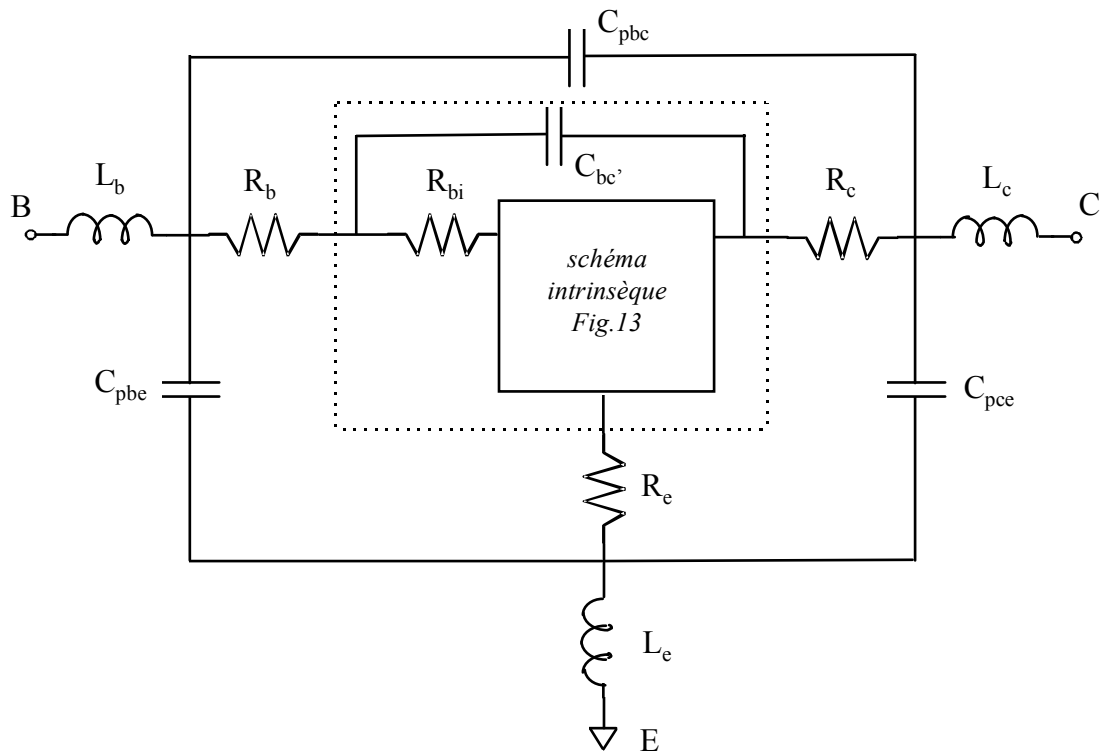 C_pbc
C_bc'
L_b
R_b
R_bi
R_c
L_c
B
C
schéma
intrinsèque
Fig.13
C_pbe
C_pce
R_e
L_e
E